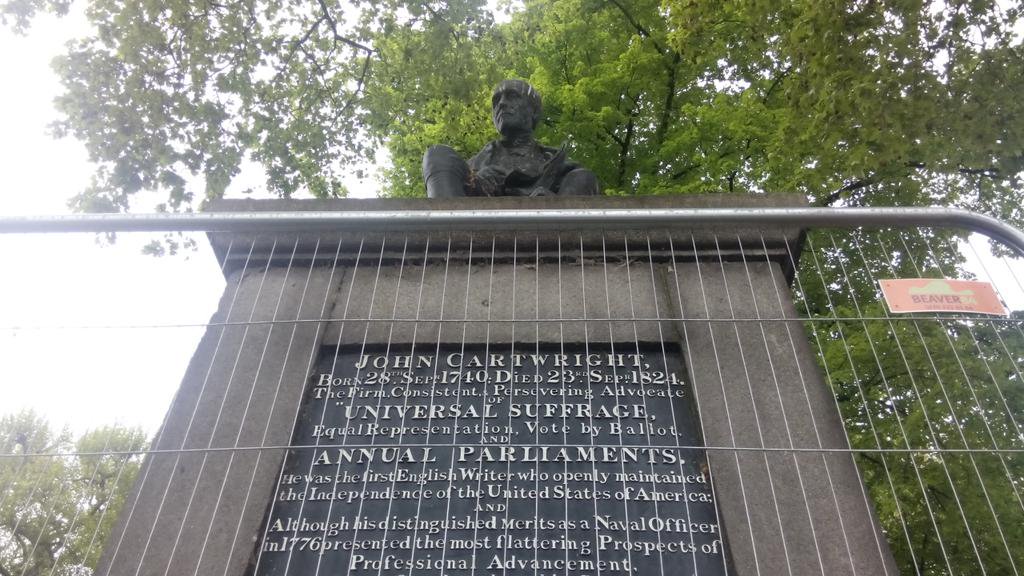 BEAVER
JOHN CARTWRIGHT,
BORN 28TH SEPR 1740. DIED 23RD SEPR 1824.
The Firm, Consistent, & Persevering Advocate
OF
UNIVERSAL SUFFRAGE,
Equal Representation, Vote by Ballot,
AND
ANNUAL PARLIAMENTS.
He was the first English Writer who openly maintained
the Independence of the United States of America;
AND
Although his distinguished Merits as a Naval Officer
in 1776 presented the most flattering Prospects of
Professional Advancement,